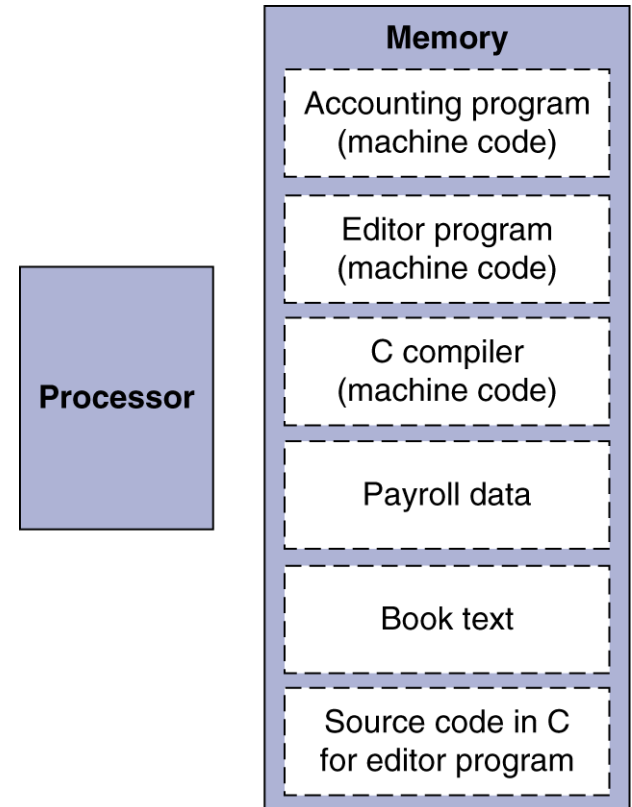 Memory
Accounting program
(machine code)
Editor program
(machine code)
C compiler
(machine code)
Processor
Payroll data
Book text
Source code in C
for editor program